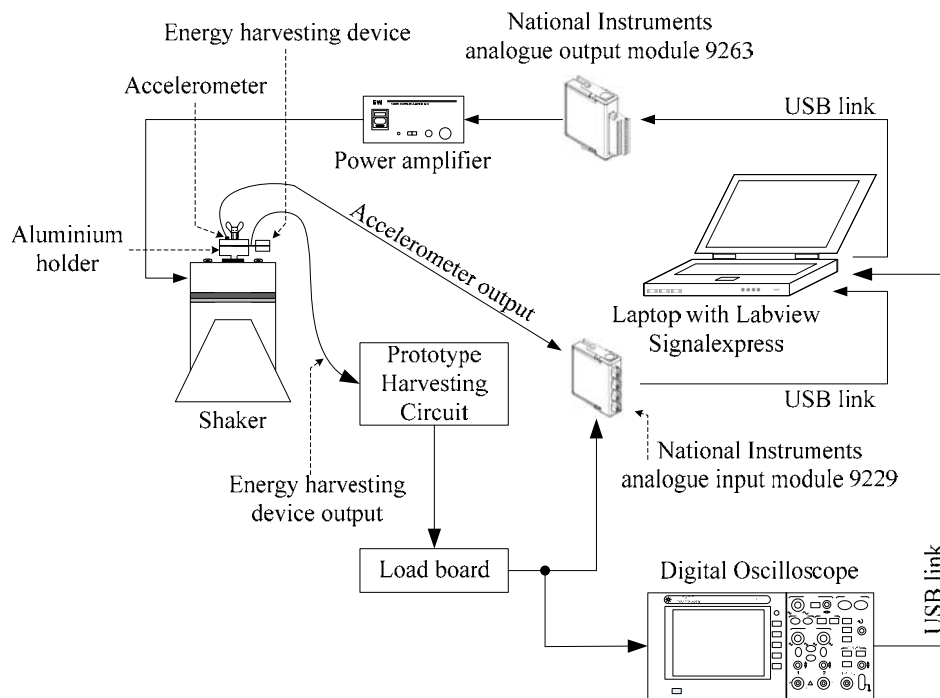 National Instruments
analogue output module 9263
Energy harvesting
device
Accelerometer
USB link
Power amplifier
Aluminium
holder
Accelerometer output
Laptop with Labview
Signalexpress
Prototype
Harvesting
Circuit
USB link
Shaker
National Instruments
analogue input module 9229
Energy harvesting
device output
Load board
Digital Oscilloscope
USB link